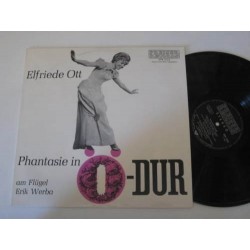 Elfriede Ott
Phantasie in
Ö-DUR
am Flügel
Erik Werba